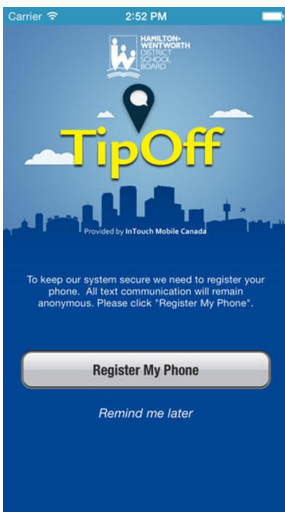 Carrier 2:52 PM
HAMILTON-
WENTWORTH
DISTRICT
SCHOOL
BOARD
TipOff
Provided by InTouch Mobile Canada
To keep our system secure we need to register your
phone. All text communication will remain
anonymous. Please click "Register My Phone".
Register My Phone
Remind me later